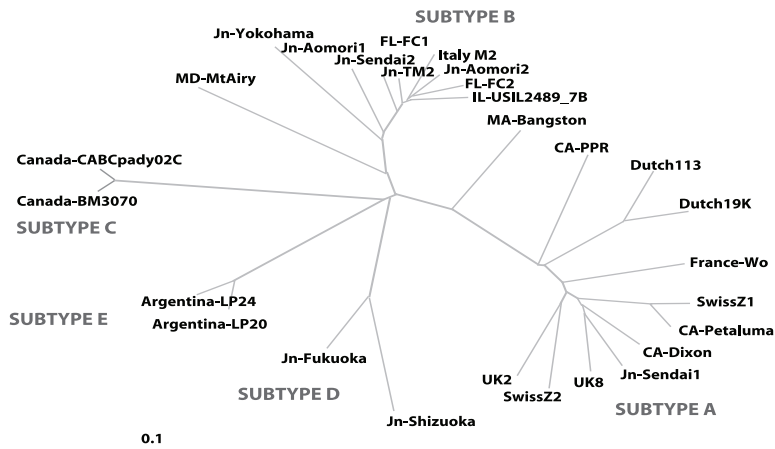 SUBTYPE B
Jn-Yokohama
FL-FC1
Jn-Aomori1
Italy M2
Jn-Sendai2
Jn-TM2
Jn-Aomori2
MD-MtAiry
FL-FC2
IL-USIL2489_7B
MA-Bangston
CA-PPR
Canada-CABCpady02C
Dutch113
Canada-BM3070
Dutch19K
SUBTYPE C
France-Wo
Argentina-LP24
SwissZ1
SUBTYPE E
Argentina-LP20
CA-Petaluma
Jn-Fukuoka
CA-Dixon
UK2
UK8
Jn-Sendai1
SUBTYPE D
SwissZ2
SUBTYPE A
Jn-Shizuoka
0.1